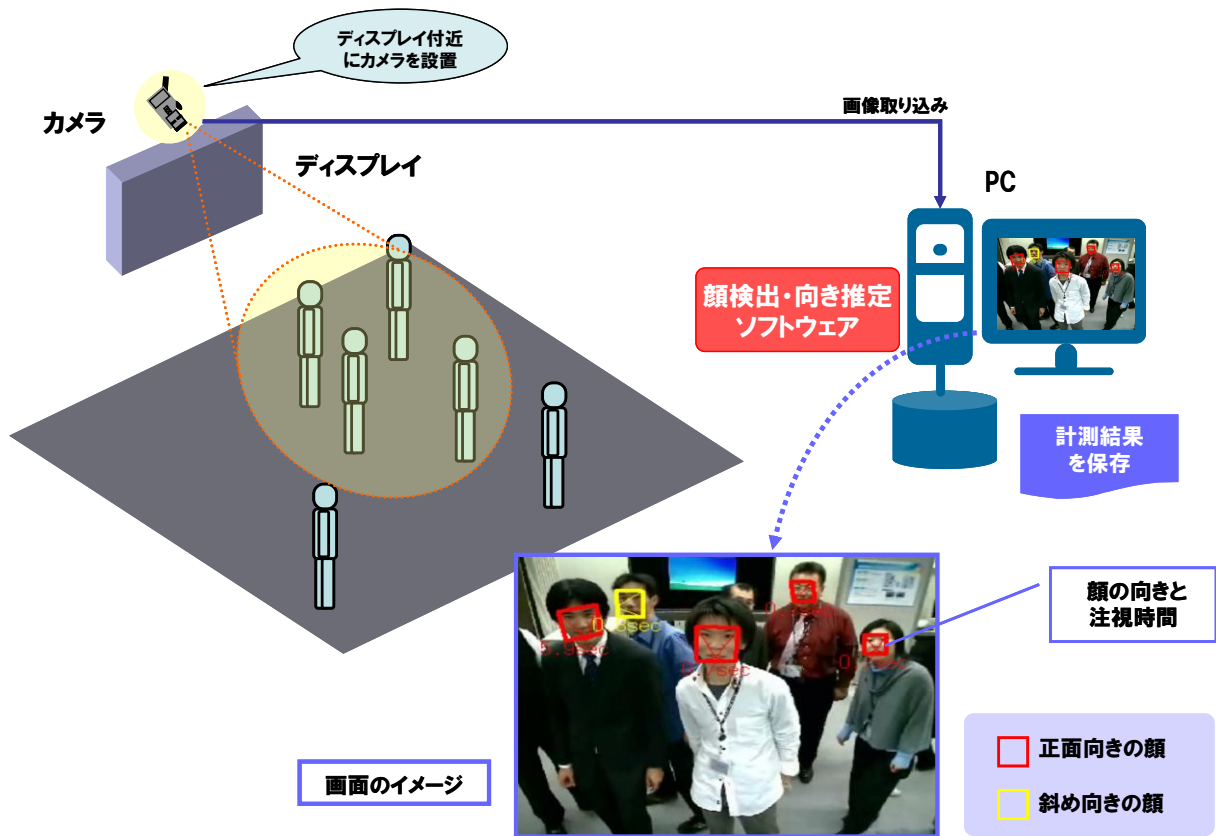 ディスプレイ付近
にカメラを設置
カメラ
画像取り込み
ディスプレイ
PC
顔検出・向き推定
ソフトウェア
計測結果
を保存
顔の向きと
注視時間
5.9sec
画面のイメージ
正面向きの顔
斜め向きの顔